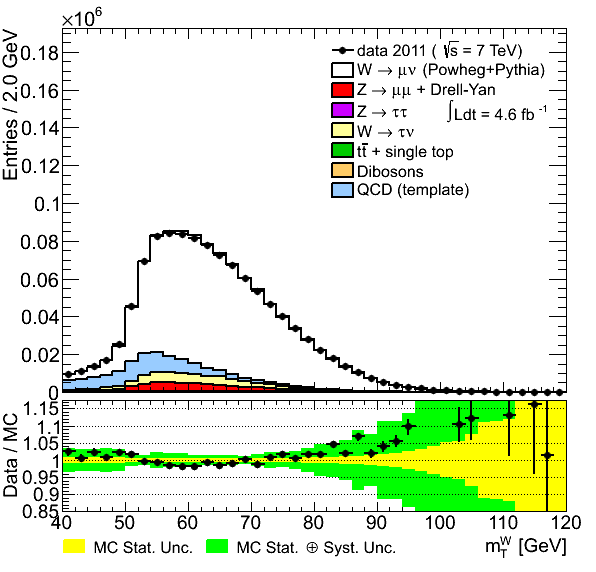 ×10⁶
Entries / 2.0 GeV
0.18
0.16
0.14
0.12
0.1
0.08
0.06
0.04
0.02
0
data 2011 ( √s = 7 TeV)
W → μν (Powheg+Pythia)
Z → μμ + Drell-Yan
Z → ττ
∫Ldt = 4.6 fb⁻¹
W → τν
tt̅ + single top
Dibosons
QCD (template)
Data / MC
1.15
1.1
1.05
1
0.95
0.9
0.85
40 50 60 70 80 90 100 110 120
MC Stat. Unc.
MC Stat. ⊕ Syst. Unc.
m_T^W [GeV]